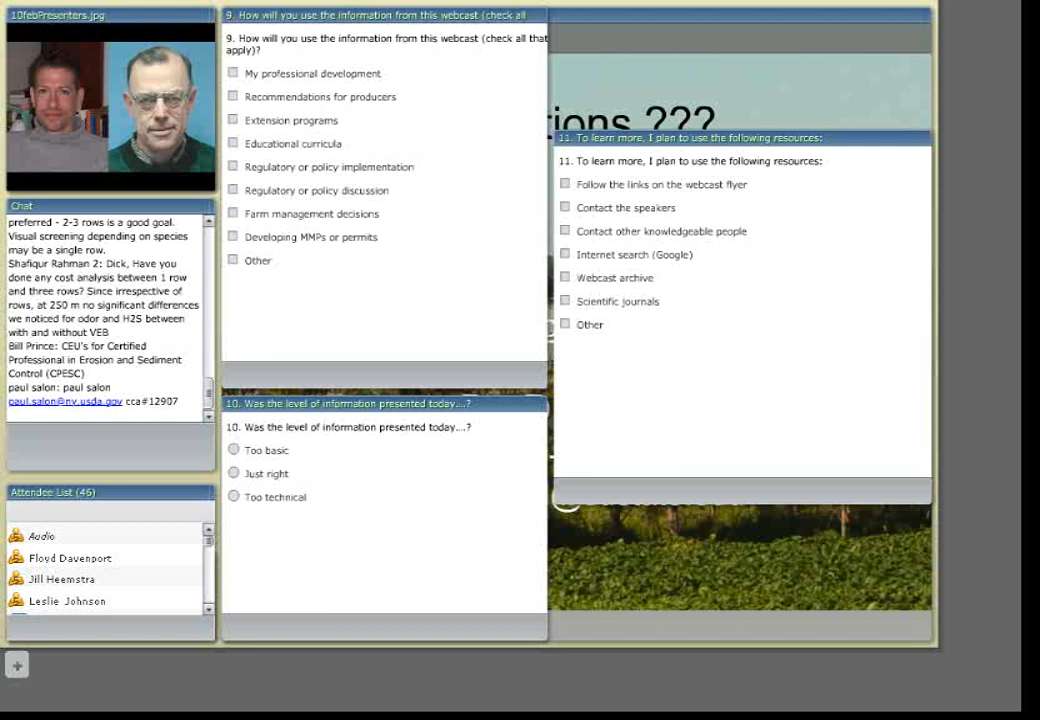 10febPresenters.jpg
Chat
preferred - 2-3 rows is a good goal.
Visual screening depending on species
may be a single row.
Shafiqur Rahman 2: Dick, Have you
done any cost analysis between 1 row
and three rows? Since irrespective of
rows, at 250 m no significant differences
we noticed for odor and H2S between
with and without VEB
Bill Prince: CEU's for Certified
Professional in Erosion and Sediment
Control (CPESC)
paul salon: paul salon
paul.salon@ny.usda.gov cca#12907
Attendee List (46)
Audio
Floyd Davenport
Jill Heemstra
Leslie Johnson
9. How will you use the information from this webcast (check all
9. How will you use the information from this webcast (check all that
apply)?
My professional development
Recommendations for producers
Extension programs
Educational curricula
Regulatory or policy implementation
Regulatory or policy discussion
Farm management decisions
Developing MMPs or permits
Other
10. Was the level of information presented today....?
10. Was the level of information presented today....?
Too basic
Just right
Too technical
tions ???
11. To learn more, I plan to use the following resources:
11. To learn more, I plan to use the following resources:
Follow the links on the webcast flyer
Contact the speakers
Contact other knowledgeable people
Internet search (Google)
Webcast archive
Scientific journals
Other